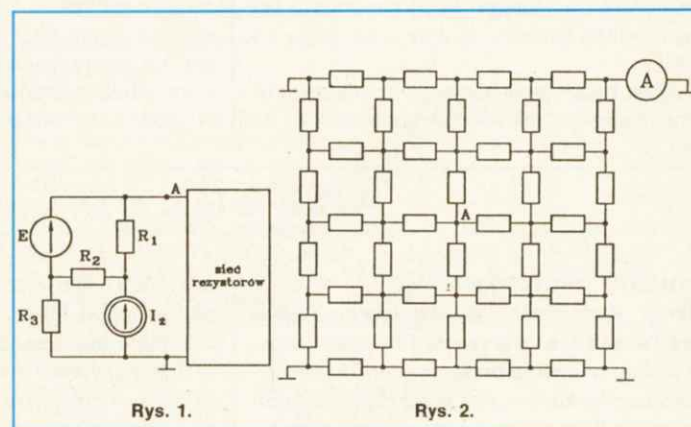 A
A
E
R₁
R₂
A
sieć
rezystorów
R₃
I₂
Rys. 1.
Rys. 2.